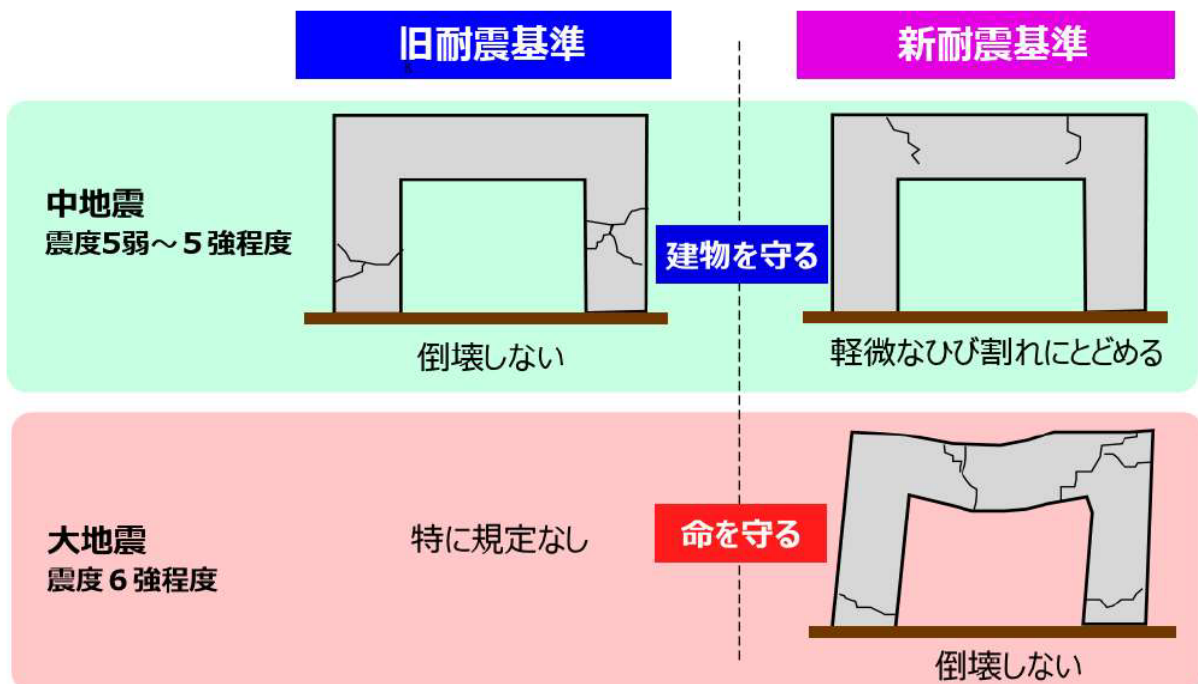 旧耐震基準
新耐震基準
中地震
震度5弱～５強程度
建物を守る
倒壊しない
軽微なひび割れにとどめる
大地震
震度６強程度
特に規定なし
命を守る
倒壊しない